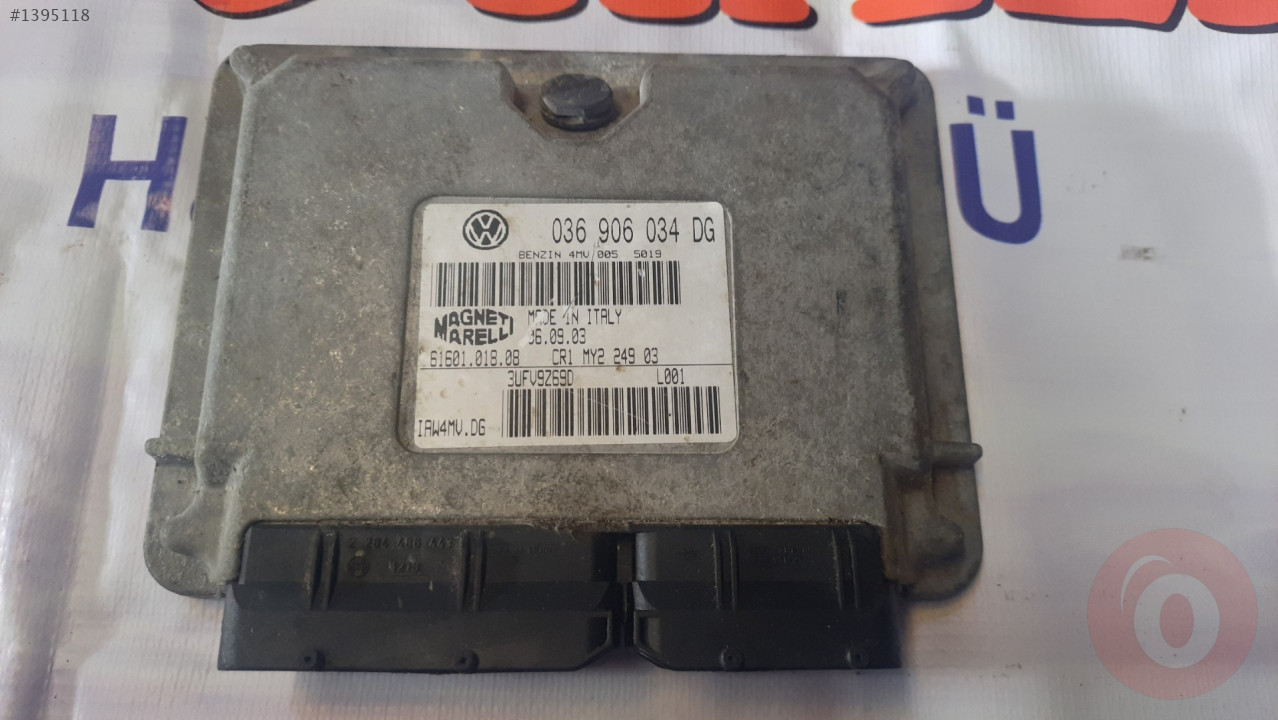 #1395118
H
Ü
036 906 034 DG
BENZIN 4MV 005 5019
MAGNETI MARELLI
MADE IN ITALY
06.09.03
61601.018.08 CR1 MY2 249 03
3UFV9Z69D L001
IAW4MV.DG